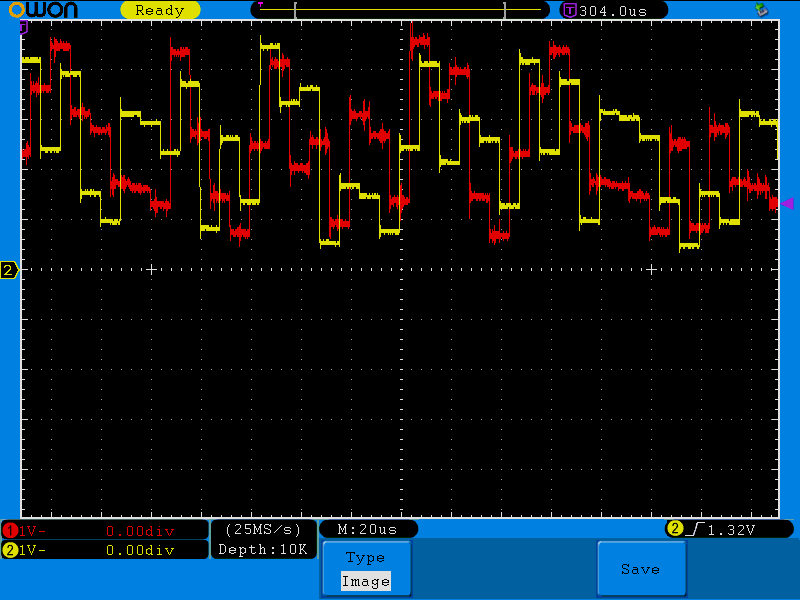 owon Ready T 304.0us
T
2
1 1V- 0.00div (25MS/s) M:20us 2 1.32V
2 1V- 0.00div Depth:10K
Type
Image
Save